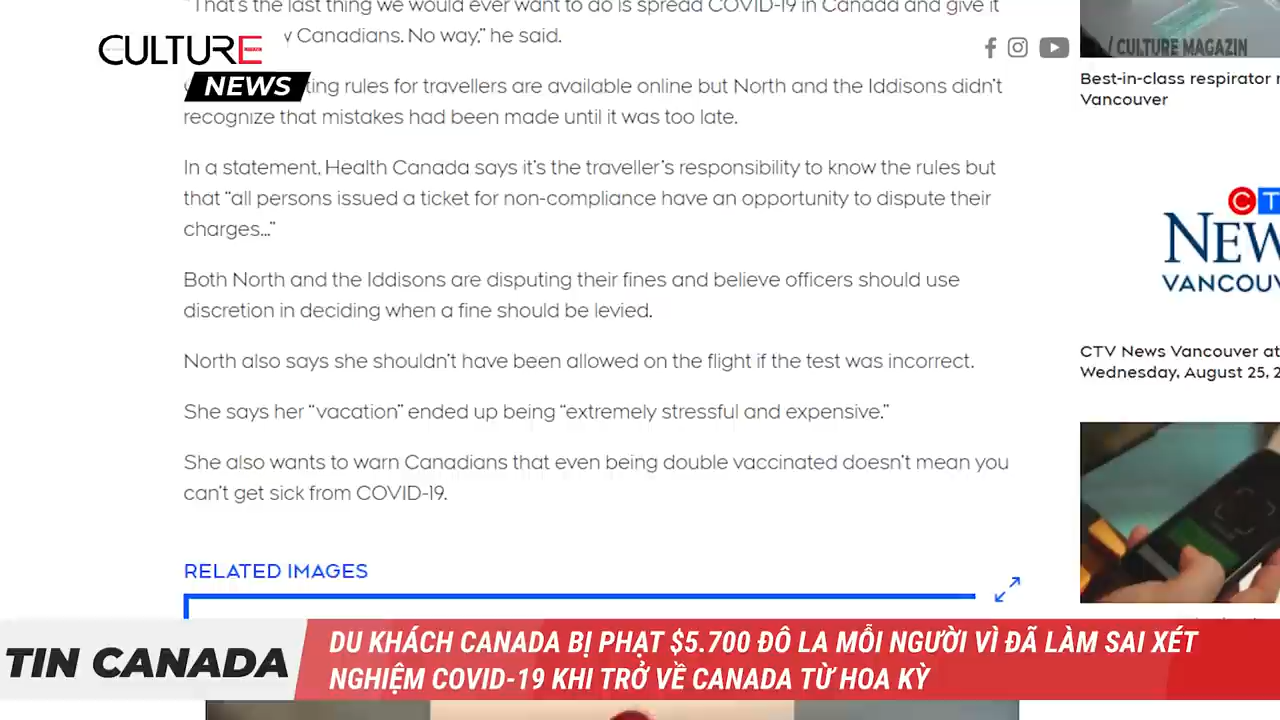 "That's the last thing we would ever want to do is spread COVID-19 in Canada and give it
Canadians. No way," he said.
CULTURE
NEWS
/ CULTURE MAGAZIN
rules for travellers are available online but North and the Iddisons didn't
recognize that mistakes had been made until it was too late.
In a statement, Health Canada says it's the traveller's responsibility to know the rules but
that "all persons issued a ticket for non-compliance have an opportunity to dispute their
charges..."
Both North and the Iddisons are disputing their fines and believe officers should use
discretion in deciding when a fine should be levied.
North also says she shouldn't have been allowed on the flight if the test was incorrect.
She says her "vacation" ended up being "extremely stressful and expensive."
She also wants to warn Canadians that even being double vaccinated doesn't mean you
can't get sick from COVID-19.
RELATED IMAGES
Best-in-class respirator
Vancouver
CT
NEW
VANCOUV
CTV News Vancouver at
Wednesday, August 25, 2
TIN CANADA
DU KHÁCH CANADA BỊ PHẠT $5.700 ĐÔ LA MỖI NGƯỜI VÌ ĐÃ LÀM SAI XÉT
NGHIỆM COVID-19 KHI TRỞ VỀ CANADA TỪ HOA KỲ